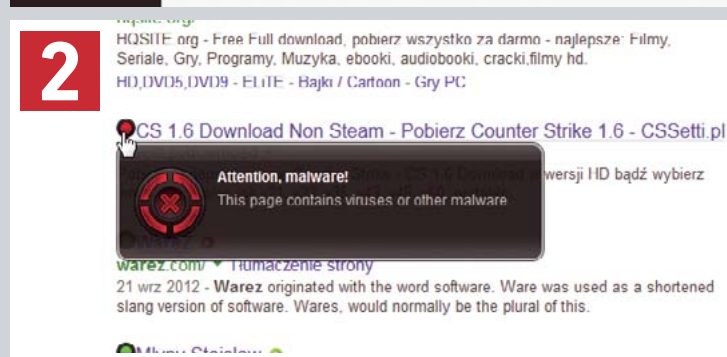 2
hqsite.org/
HQSITE org - Free Full download, pobierz wszystko za darmo - najlepsze: Filmy,
Seriale, Gry, Programy, Muzyka, ebooki, audiobooki, cracki,filmy hd.
HD,DVD5,DVD9 - ELiTE - Bajki / Cartoon - Gry PC
CS 1.6 Download Non Steam - Pobierz Counter Strike 1.6 - CSSetti.pl
wersji HD bądź wybierz
Attention, malware!
This page contains viruses or other malware
Warez
warez.com/ Tłumaczenie strony
21 wrz 2012 - Warez originated with the word software. Ware was used as a shortened
slang version of software. Wares, would normally be the plural of this.
Młyny Stoisław